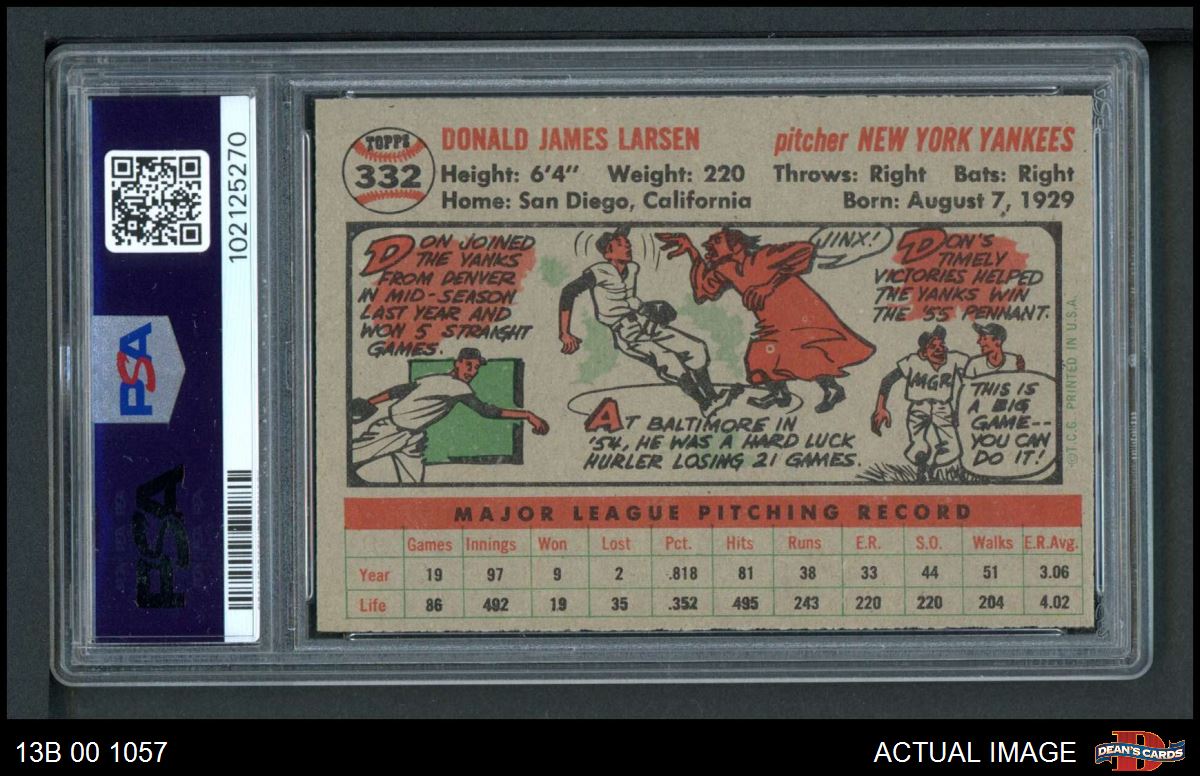 102125270
PSA
PSA
TOPPS
332
DONALD JAMES LARSEN
pitcher NEW YORK YANKEES
Height: 6'4" Weight: 220 Throws: Right Bats: Right
Home: San Diego, California Born: August 7, 1929
DON JOINED
THE YANKS
FROM DENVER
IN MID-SEASON
LAST YEAR AND
WON 5 STRAIGHT
GAMES.
JINX!
AT BALTIMORE IN
'54, HE WAS A HARD LUCK
HURLER LOSING 21 GAMES.
DON'S
TIMELY
VICTORIES HELPED
THE YANKS WIN
THE '55 PENNANT.
MGR
THIS IS
A BIG
GAME--
YOU CAN
DO IT!
©T.C.G. PRINTED IN U.S.A.
MAJOR LEAGUE PITCHING RECORD
Games Innings Won Lost Pct. Hits Runs E.R. S.O. Walks E.R.Avg.
Year 19 97 9 2 .818 81 38 33 44 51 3.06
Life 86 492 19 35 .352 495 243 220 220 204 4.02
13B 00 1057
ACTUAL IMAGE
DEAN'S CARDS